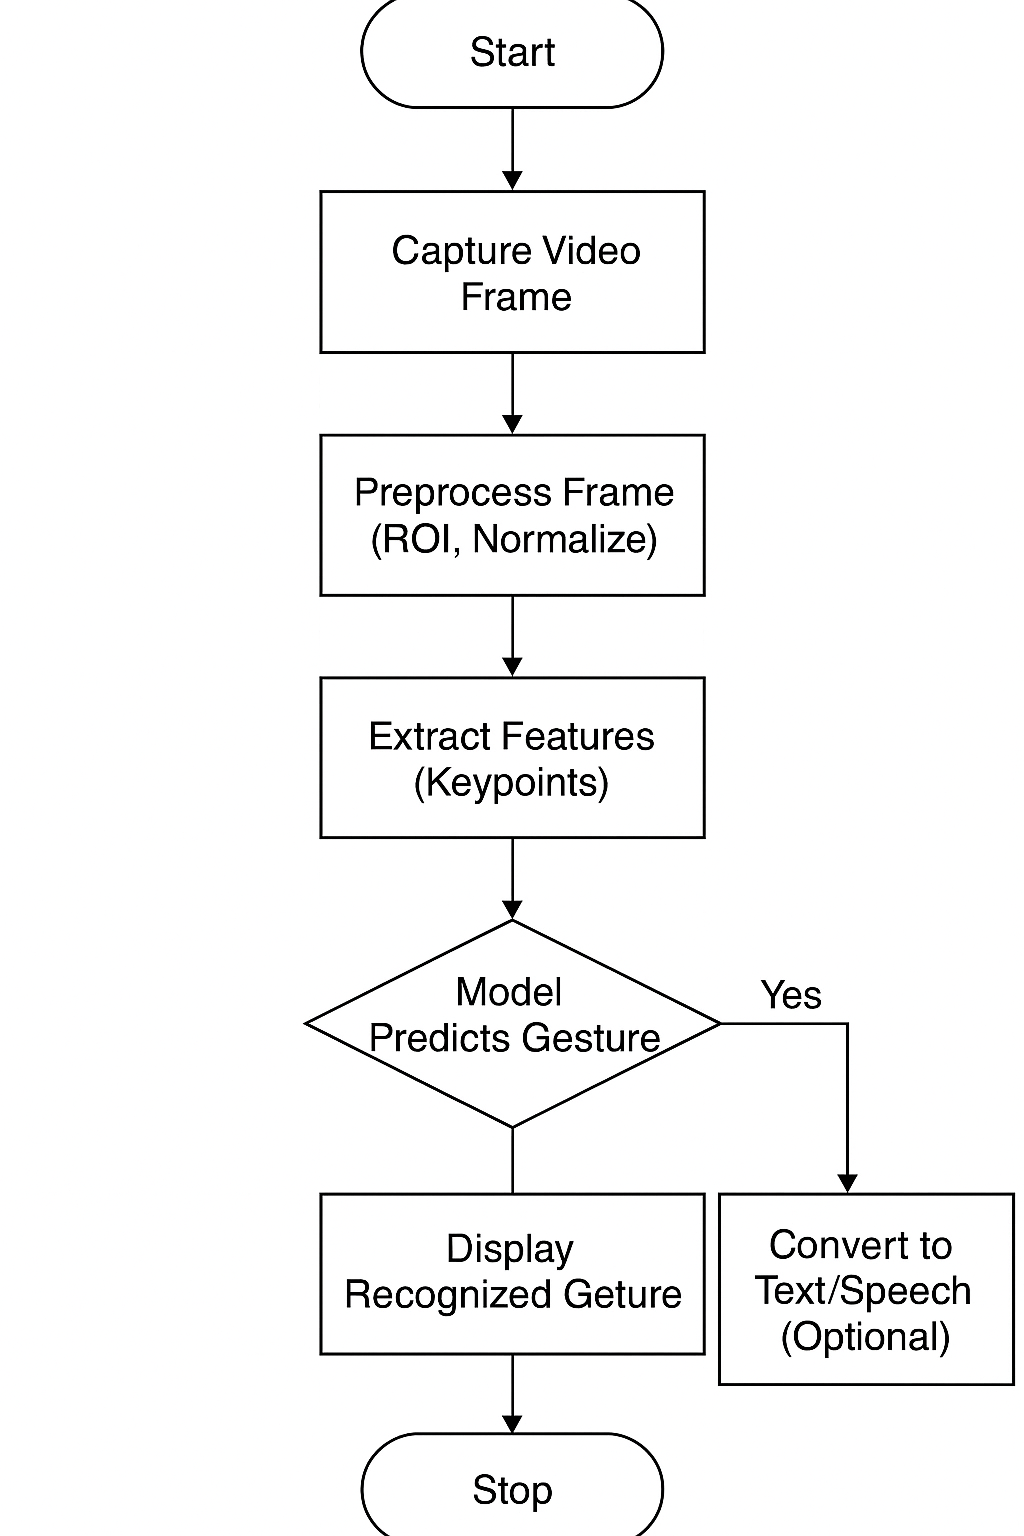 Start
Capture Video
Frame
Preprocess Frame
(ROI, Normalize)
Extract Features
(Keypoints)
Model
Predicts Gesture
Yes
Display
Recognized Geture
Convert to
Text/Speech
(Optional)
Stop